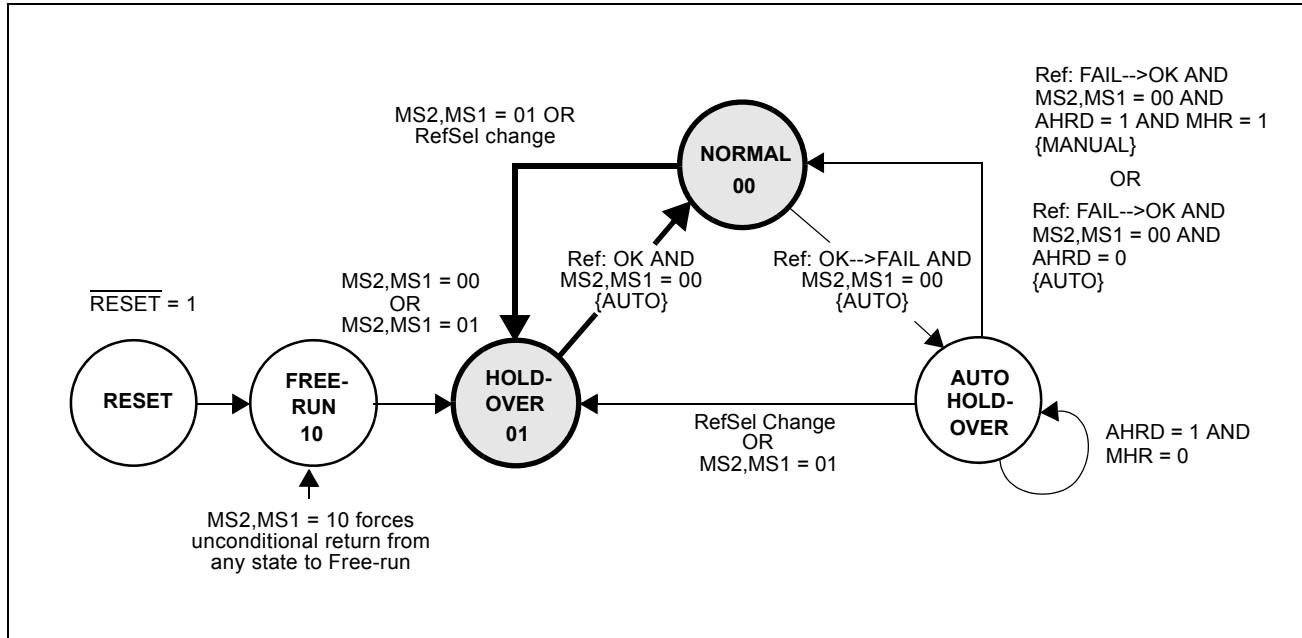 Ref: FAIL-->OK AND
MS2,MS1 = 00 AND
AHRD = 1 AND MHR = 1
{MANUAL}
OR
Ref: FAIL-->OK AND
MS2,MS1 = 00 AND
AHRD = 0
{AUTO}
MS2,MS1 = 01 OR
RefSel change
NORMAL
00
Ref: OK AND
MS2,MS1 = 00
{AUTO}
Ref: OK-->FAIL AND
MS2,MS1 = 00
{AUTO}
MS2,MS1 = 00
OR
MS2,MS1 = 01
RESET = 1
RESET
FREE-
RUN
10
HOLD-
OVER
01
AUTO
HOLD-
OVER
RefSel Change
OR
MS2,MS1 = 01
AHRD = 1 AND
MHR = 0
MS2,MS1 = 10 forces
unconditional return from
any state to Free-run